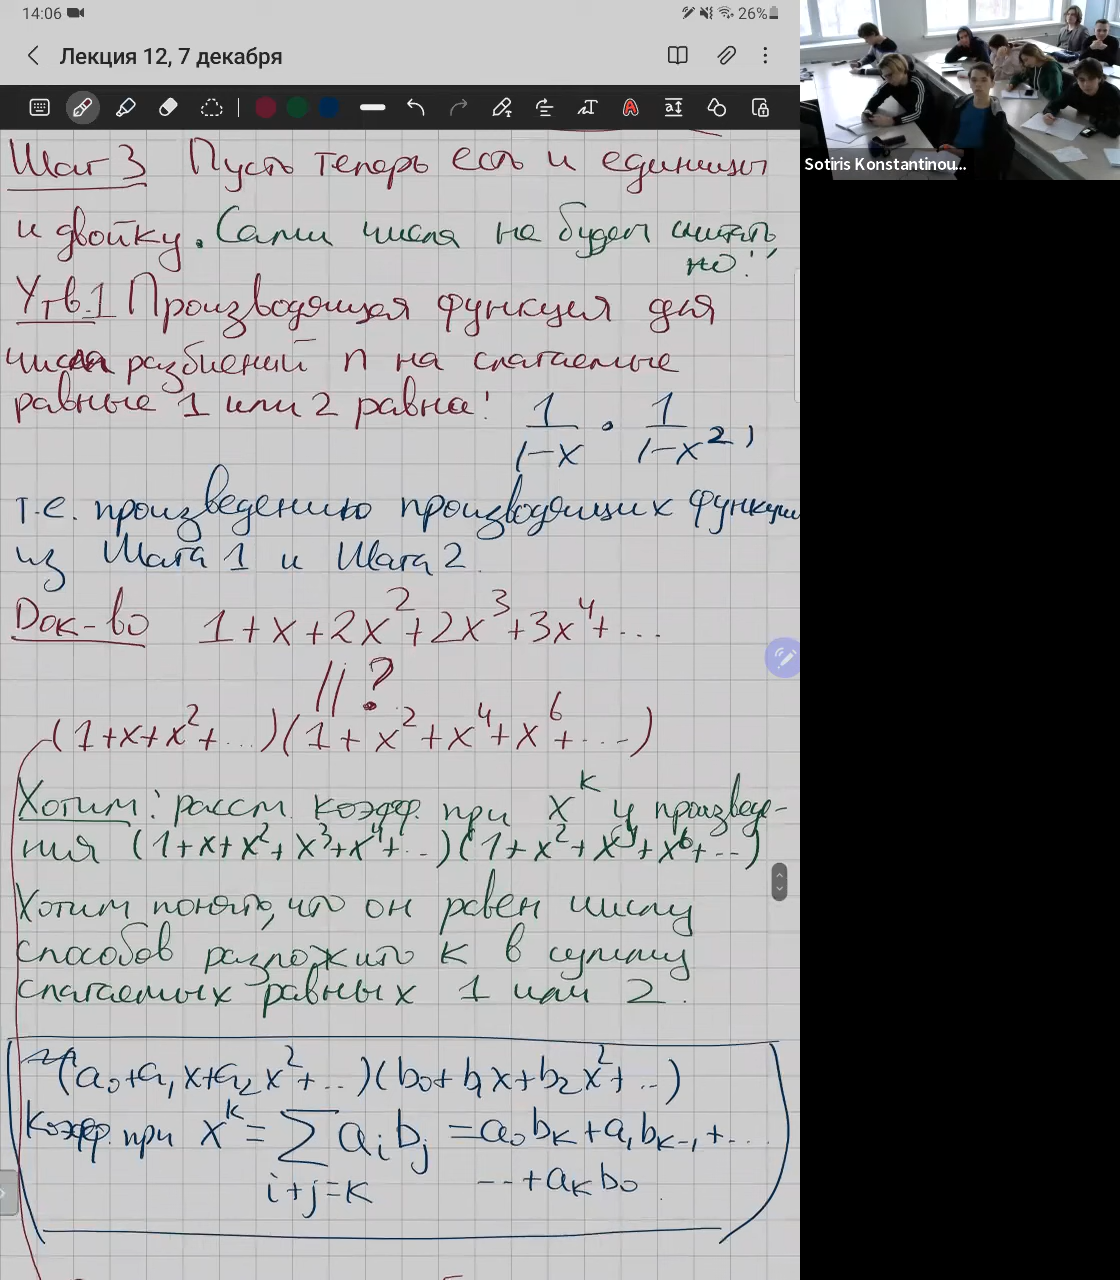 14:06
26%
Лекция 12, 7 декабря
Sotiris Konstantinou...
Шаг 3 Пусть теперь есть и единицы
и двойки. Сами числа не будем считать,
но!
Утв.1 Производящая функция для
числа разбиений n на слагаемые
равные 1 или 2 равна: 1/(1-x) · 1/(1-x²),
т.е. произведению производящих функций
из Шага 1 и Шага 2.
Док-во 1+x+2x²+2x³+3x⁴+...
|| ?
(1+x+x²+...)(1+x²+x⁴+x⁶+...)
Хотим: расст. коэфф. при x^k у произведе-
ния (1+x+x²+x³+x⁴+...)(1+x²+x⁴+x⁶+...)
Хотим понять, что он равен числу
способов разложить k в сумму
слагаемых равных 1 или 2.
(a₀+a₁x+a₂x²+...)(b₀+b₁x+b₂x²+...)
Коэфф. при x^k = Σ aᵢbⱼ = a₀b_k+a₁b_{k-1}+...
i+j=k ...+a_k b₀